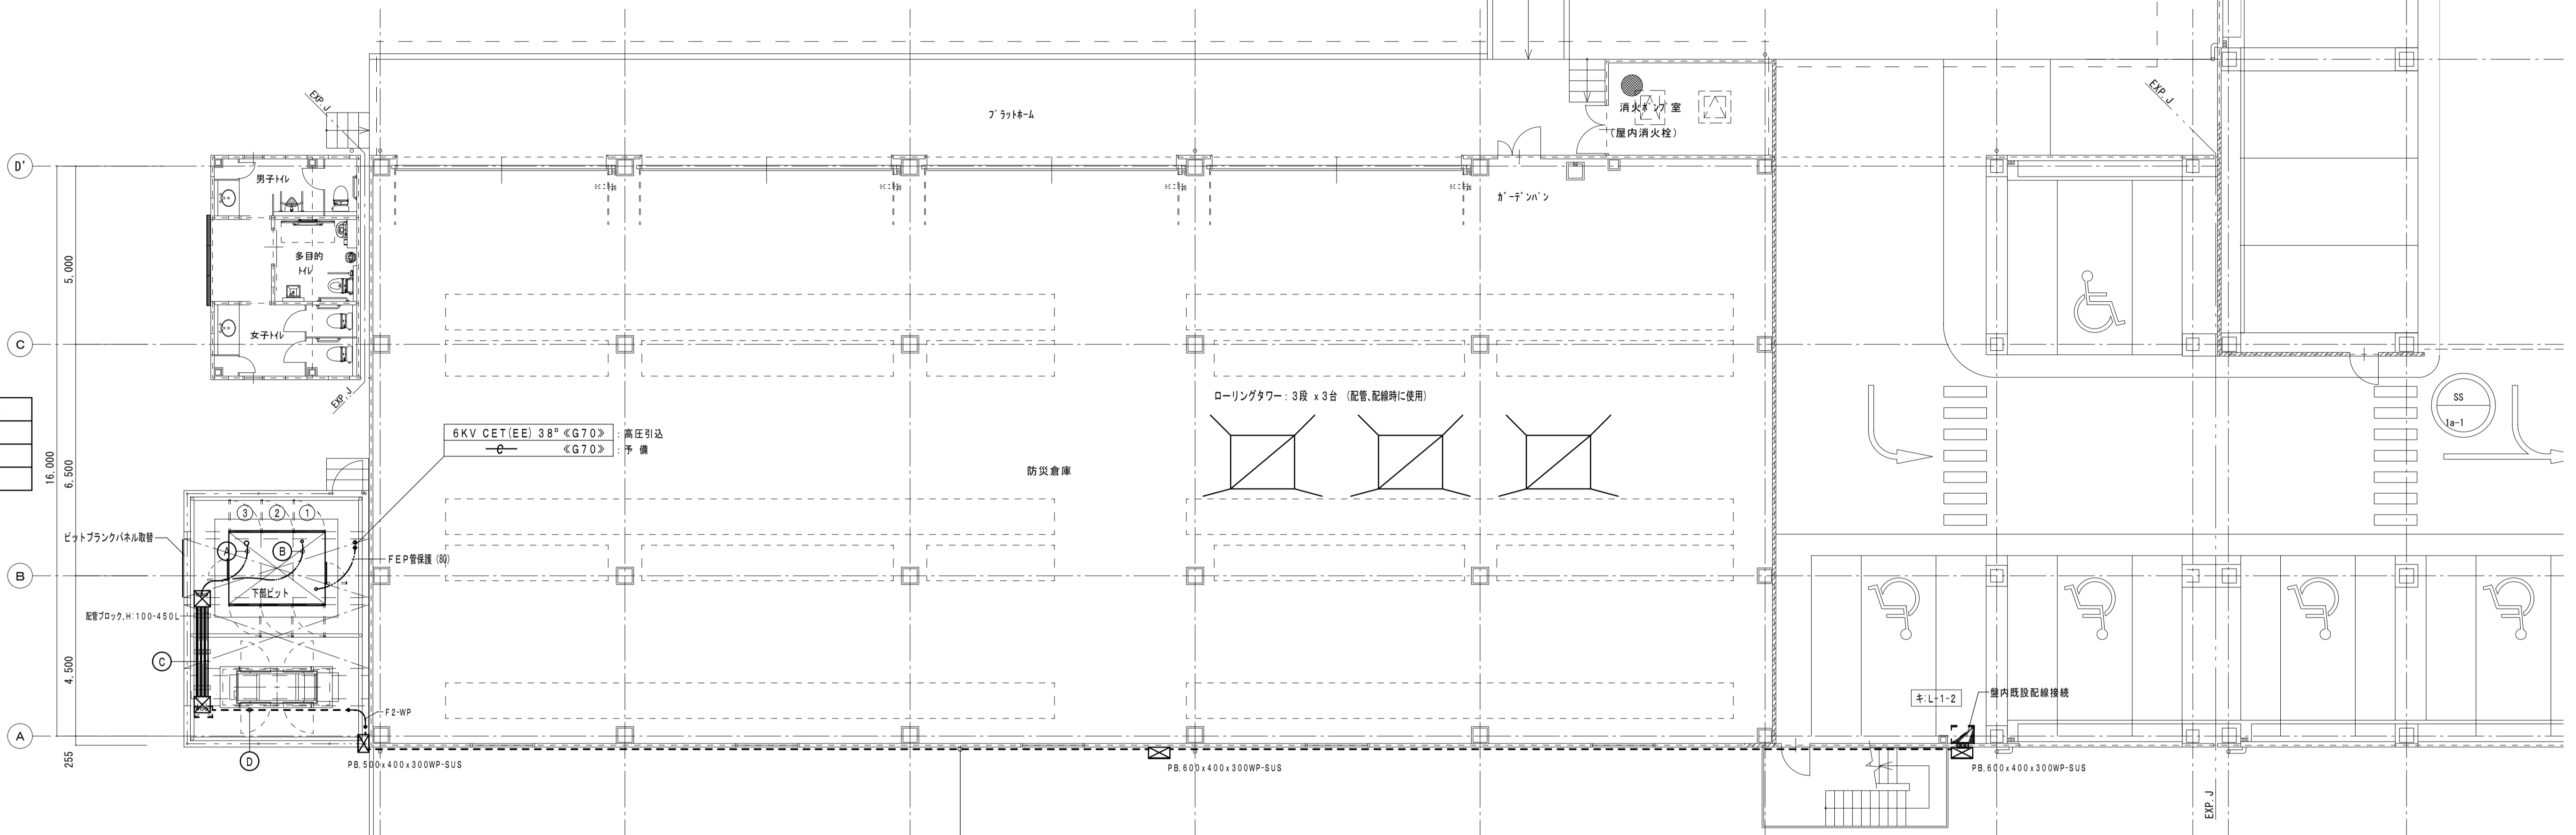 EXP.J
プラットホーム
消火ポンプ室
(屋内消火栓)
EXP.J
D'
男子トイレ
ガーデンパン
多目的
トイレ
5,000
女子トイレ
C
EXP.J
ローリングタワー：3段 x3台 (配管、配線時に使用)
SS
1a-1
6KV CET(EE) 38° 《G70》 : 高圧引込
《G70》 : 予 備
16,000
6,500
防災倉庫
3
2
1
ピットブランクパネル取替
A
B
FEP管保護 (80)
B
下部ピット
配管ブロック,H:100-450L
C
4,500
キ:L-1-2
盤内既設配線接続
F2-WP
A
255
D
PB,500x400x300WP-SUS
PB,600x400x300WP-SUS
PB,600x400x300WP-SUS
EXP.J